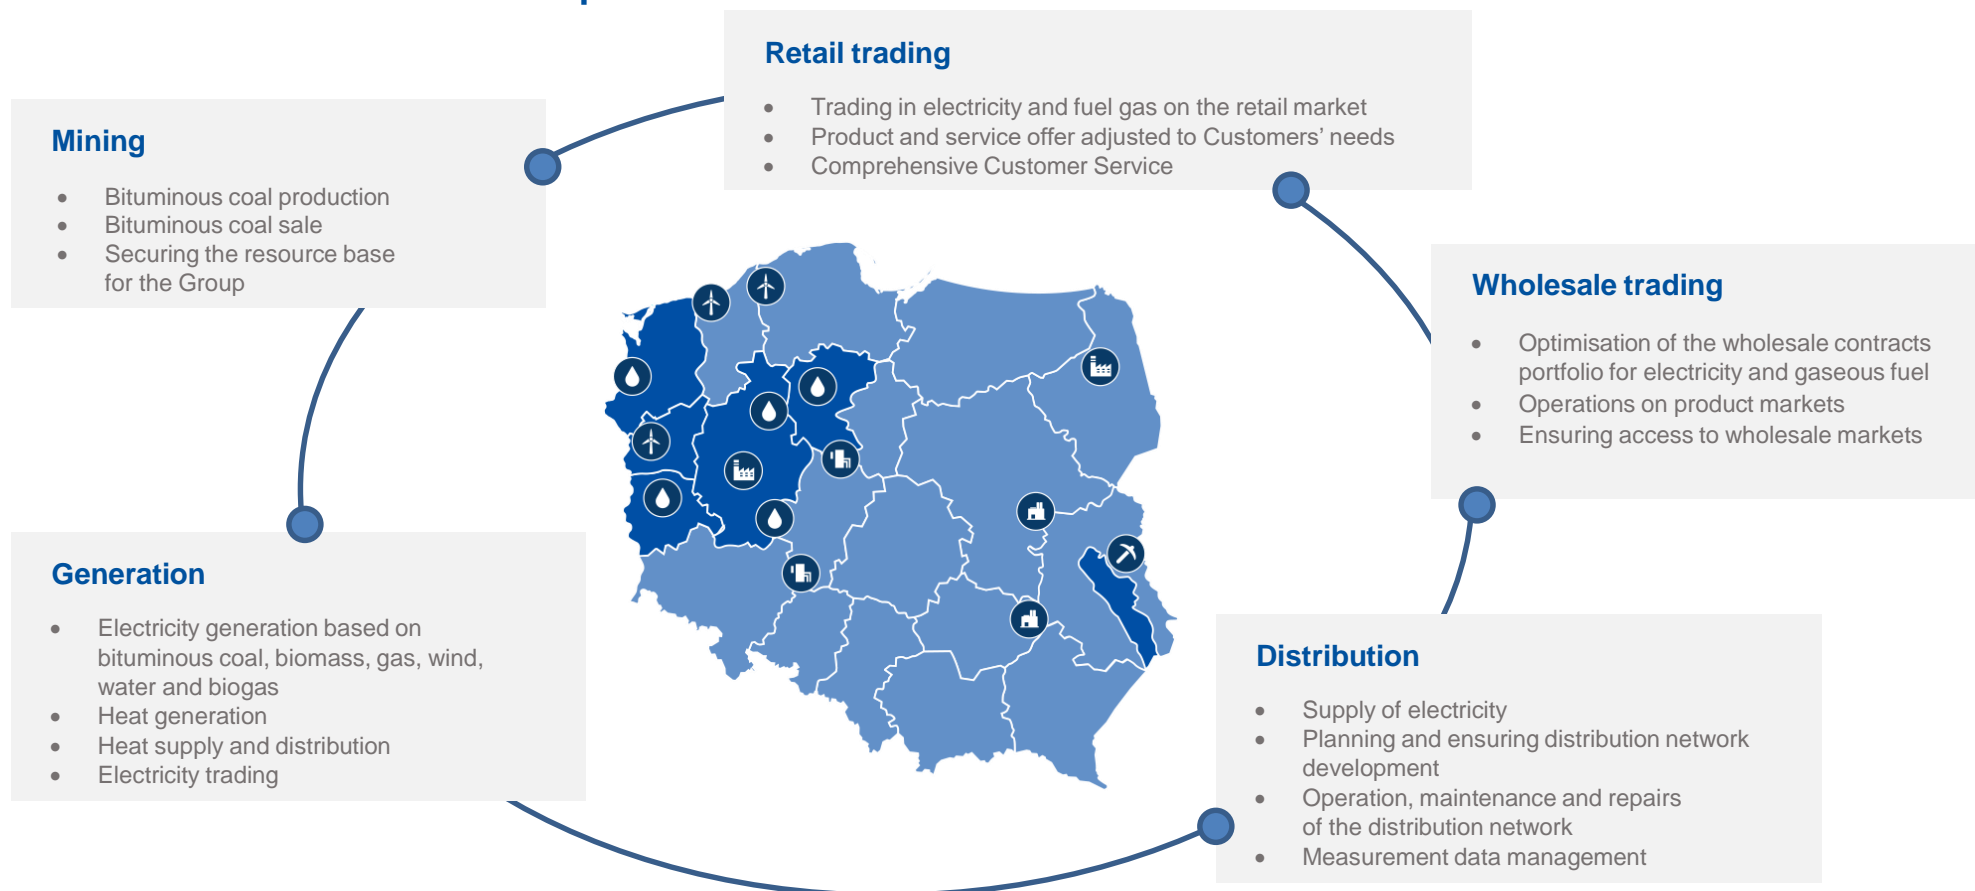 Retail trading
• Trading in electricity and fuel gas on the retail market
• Product and service offer adjusted to Customers’ needs
• Comprehensive Customer Service
Mining
• Bituminous coal production
• Bituminous coal sale
• Securing the resource base
for the Group
Wholesale trading
• Optimisation of the wholesale contracts
portfolio for electricity and gaseous fuel
• Operations on product markets
• Ensuring access to wholesale markets
Generation
• Electricity generation based on
bituminous coal, biomass, gas, wind,
water and biogas
• Heat generation
• Heat supply and distribution
• Electricity trading
Distribution
• Supply of electricity
• Planning and ensuring distribution network
development
• Operation, maintenance and repairs
of the distribution network
• Measurement data management